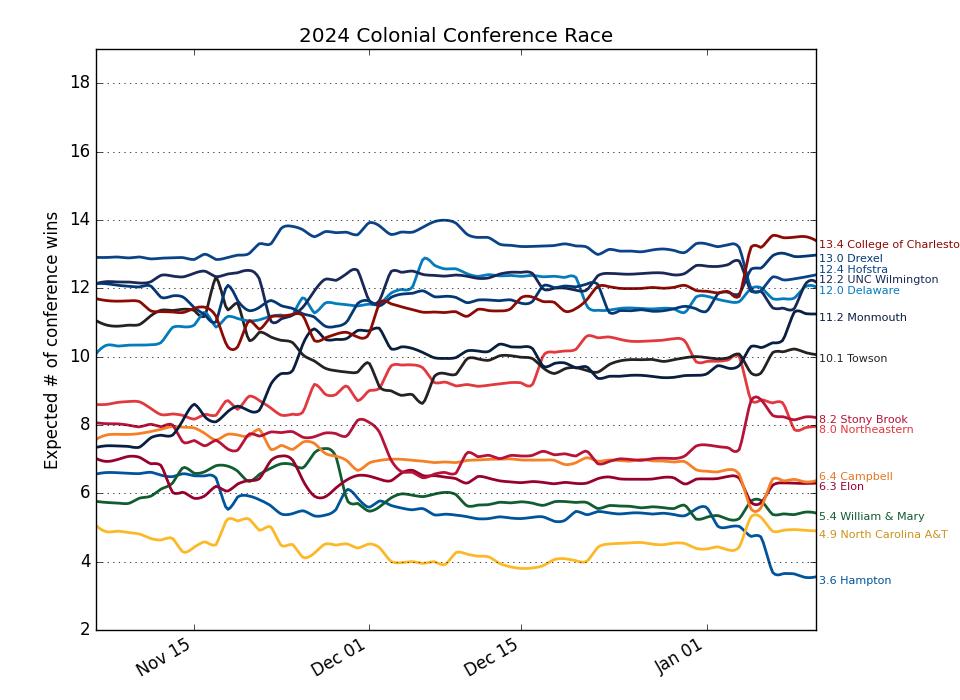 2024 Colonial Conference Race
Expected # of conference wins
18
16
14
12
10
8
6
4
2
Nov 15
Dec 01
Dec 15
Jan 01
13.4 College of Charlesto
13.0 Drexel
12.4 Hofstra
12.2 UNC Wilmington
12.0 Delaware
11.2 Monmouth
10.1 Towson
8.2 Stony Brook
8.0 Northeastern
6.4 Campbell
6.3 Elon
5.4 William & Mary
4.9 North Carolina A&T
3.6 Hampton